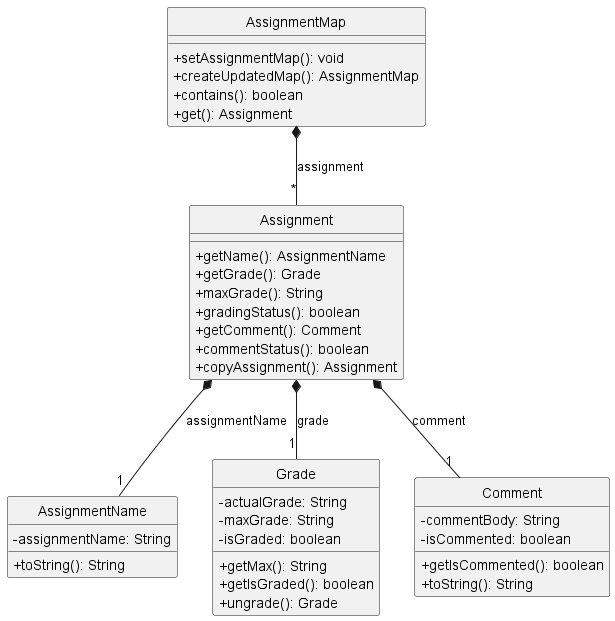 AssignmentMap
+setAssignmentMap(): void
+createUpdatedMap(): AssignmentMap
+contains(): boolean
+get(): Assignment
assignment
*
Assignment
+getName(): AssignmentName
+getGrade(): Grade
+maxGrade(): String
+gradingStatus(): boolean
+getComment(): Comment
+commentStatus(): boolean
+copyAssignment(): Assignment
assignmentName
grade
comment
1
1
1
AssignmentName
-assignmentName: String
+toString(): String
Grade
-actualGrade: String
-maxGrade: String
-isGraded: boolean
+getMax(): String
+getIsGraded(): boolean
+ungrade(): Grade
Comment
-commentBody: String
-isCommented: boolean
+getIsCommented(): boolean
+toString(): String